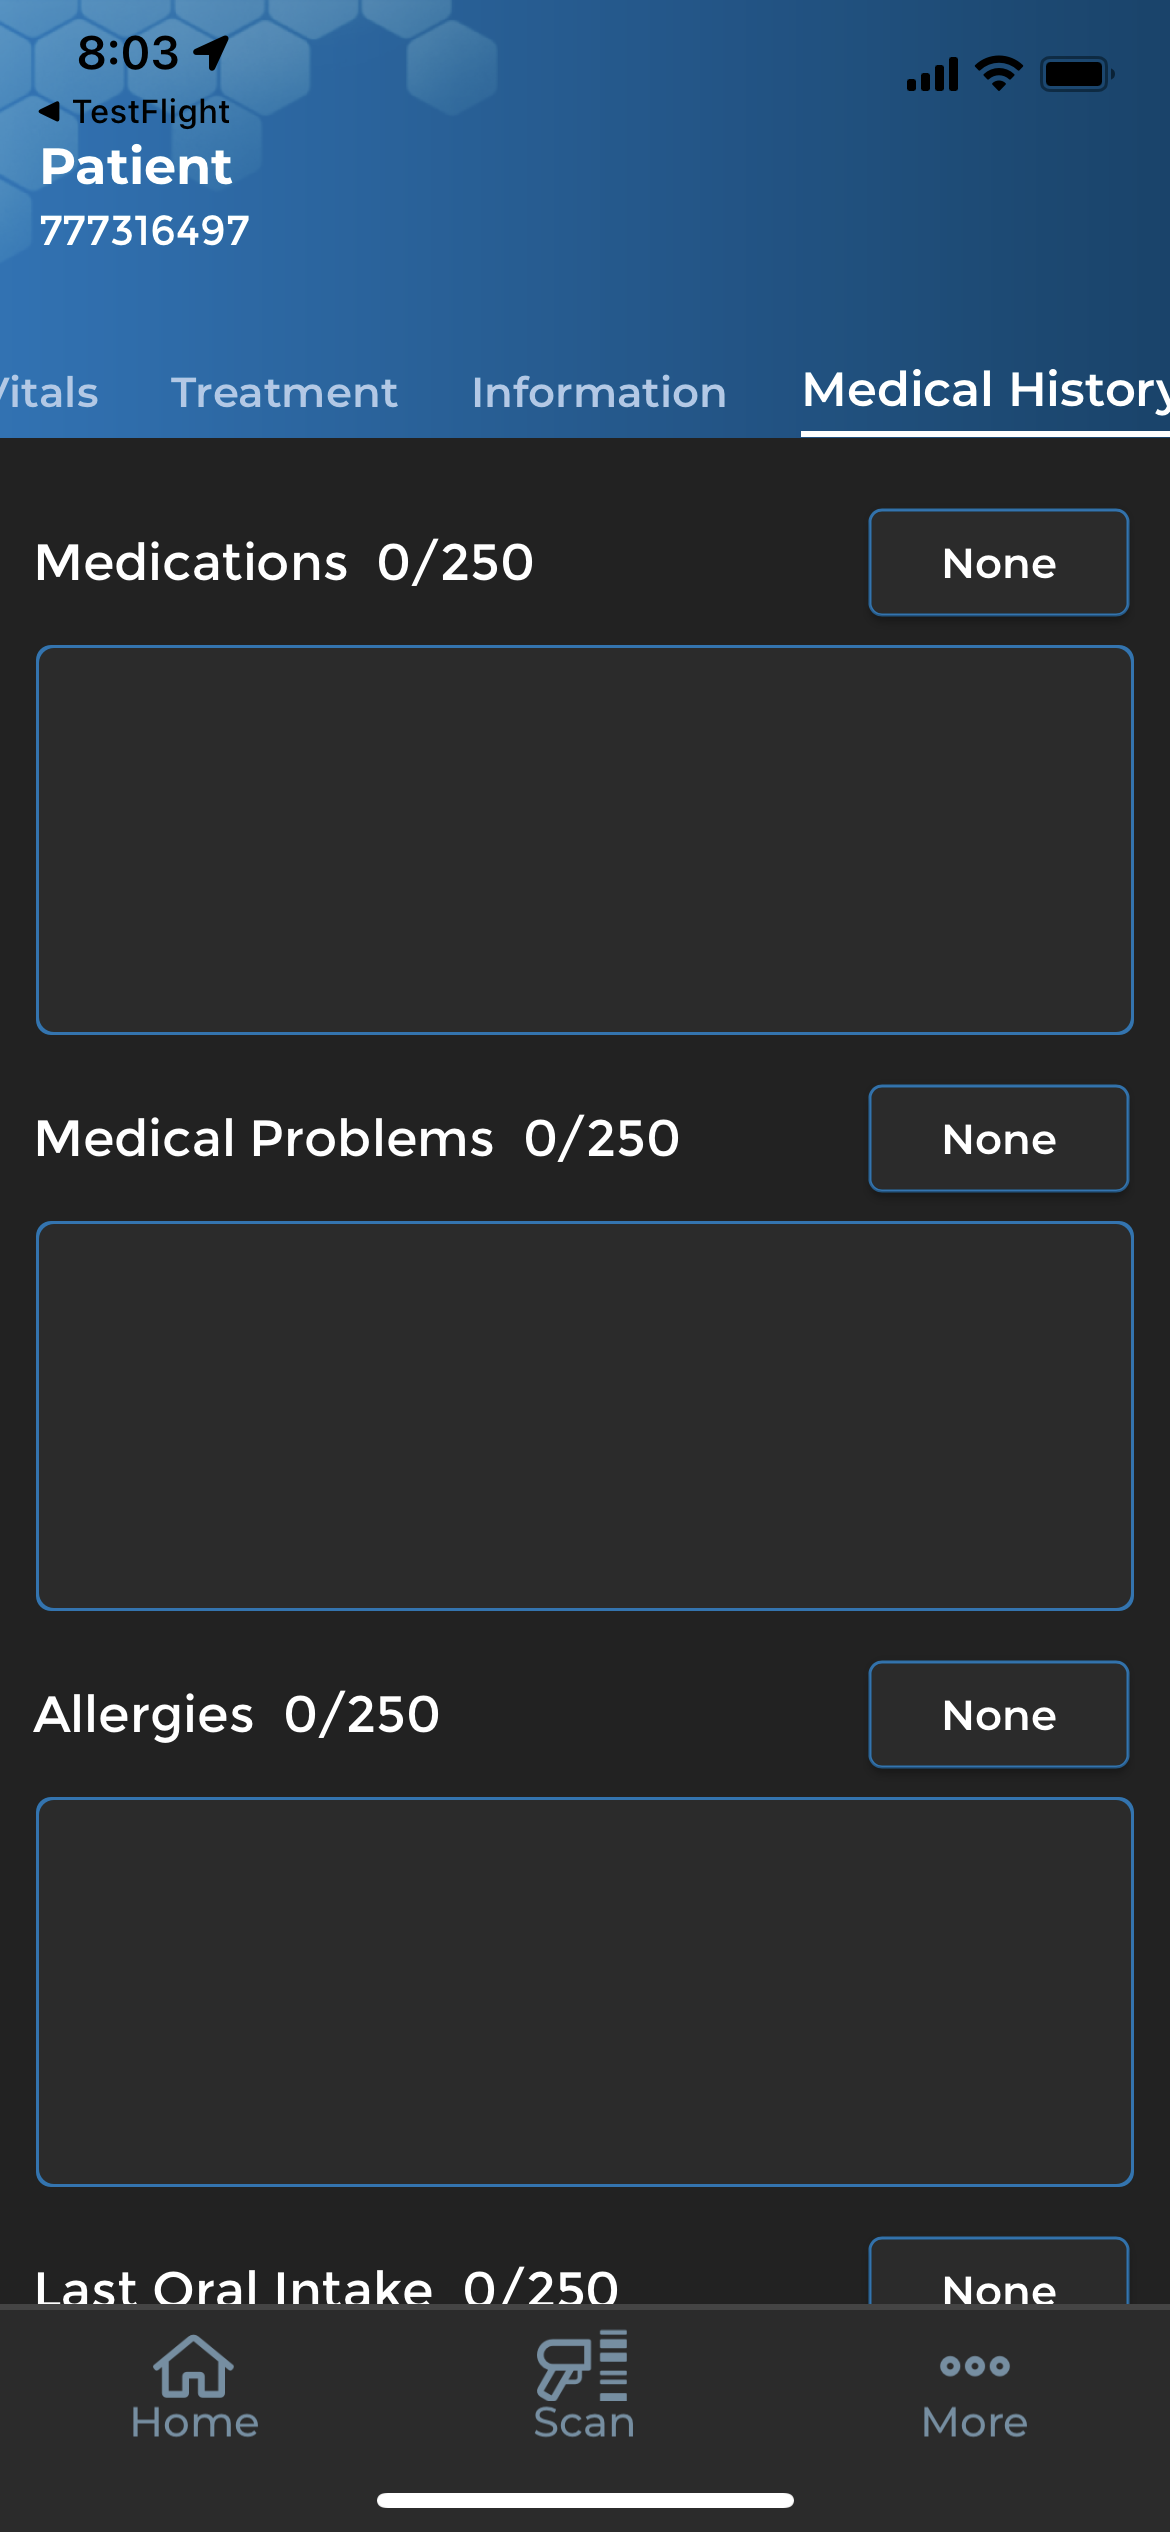 8:03
TestFlight
Patient
777316497
Vitals Treatment Information Medical History
Medications 0/250 None
Medical Problems 0/250 None
Allergies 0/250 None
Last Oral Intake 0/250 None
Home Scan More